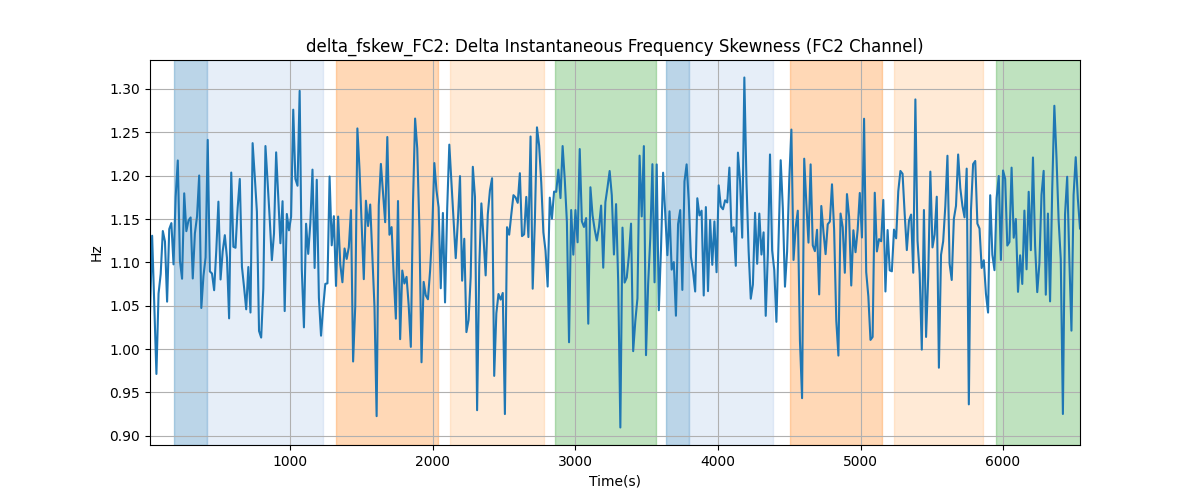 delta_fskew_FC2: Delta Instantaneous Frequency Skewness (FC2 Channel)
1.30
1.25
1.20
1.15
1.10
1.05
1.00
0.95
0.90
Hz
1000 2000 3000 4000 5000 6000
Time(s)